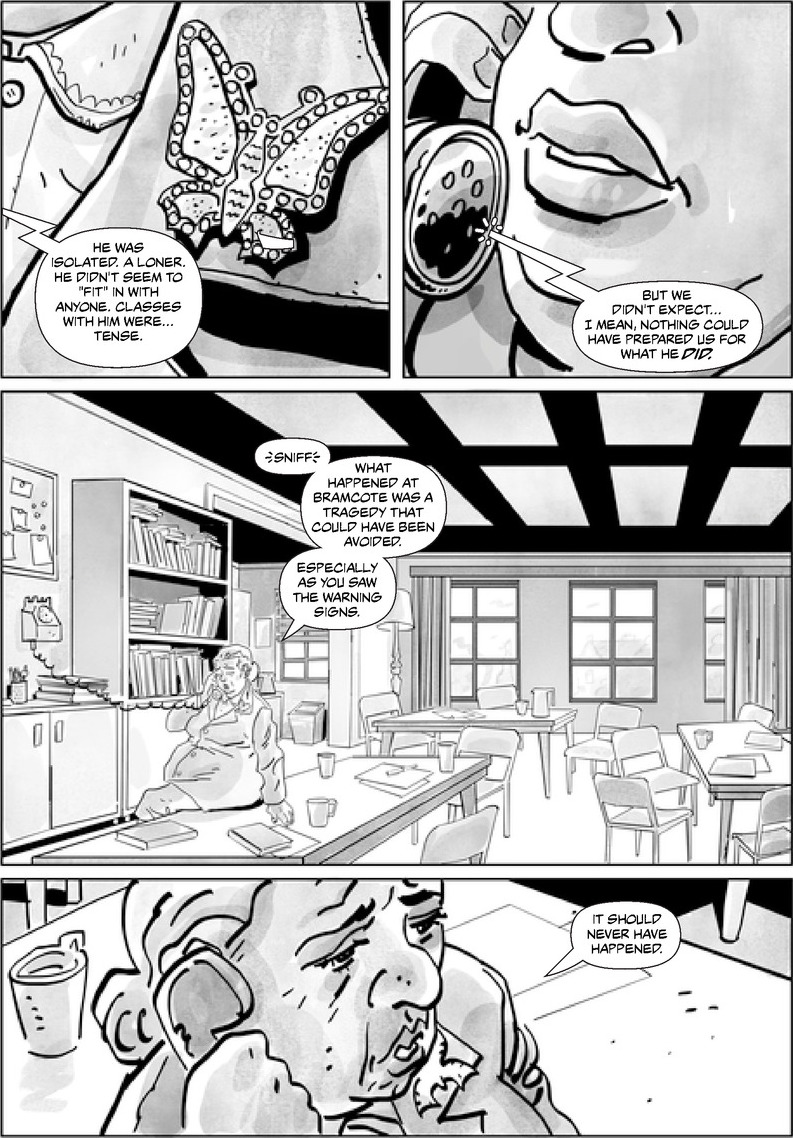 HE WAS
ISOLATED. A LONER.
HE DIDN'T SEEM TO
"FIT" IN WITH
ANYONE. CLASSES
WITH HIM WERE...
TENSE.
BUT WE
DIDN'T EXPECT...
I MEAN, NOTHING COULD
HAVE PREPARED US FOR
WHAT HE DID.
SNIFF
WHAT
HAPPENED AT
BRAMCOTE WAS A
TRAGEDY THAT
COULD HAVE BEEN
AVOIDED.
ESPECIALLY
AS YOU SAW
THE WARNING
SIGNS.
IT SHOULD
NEVER HAVE
HAPPENED.